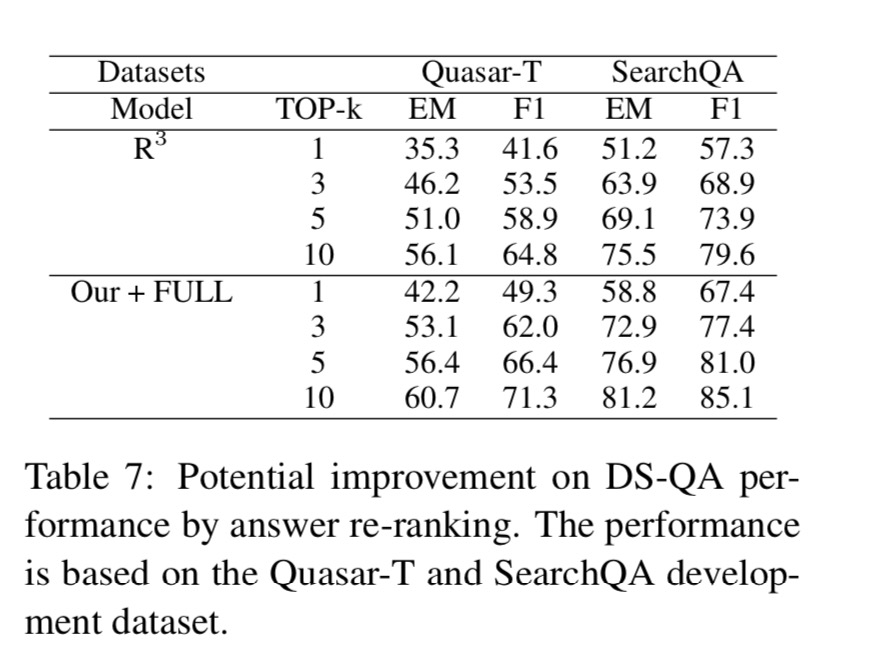 Datasets Quasar-T SearchQA
Model TOP-k EM F1 EM F1
R³ 1 35.3 41.6 51.2 57.3
3 46.2 53.5 63.9 68.9
5 51.0 58.9 69.1 73.9
10 56.1 64.8 75.5 79.6
Our + FULL 1 42.2 49.3 58.8 67.4
3 53.1 62.0 72.9 77.4
5 56.4 66.4 76.9 81.0
10 60.7 71.3 81.2 85.1
Table 7: Potential improvement on DS-QA per-
formance by answer re-ranking. The performance
is based on the Quasar-T and SearchQA develop-
ment dataset.